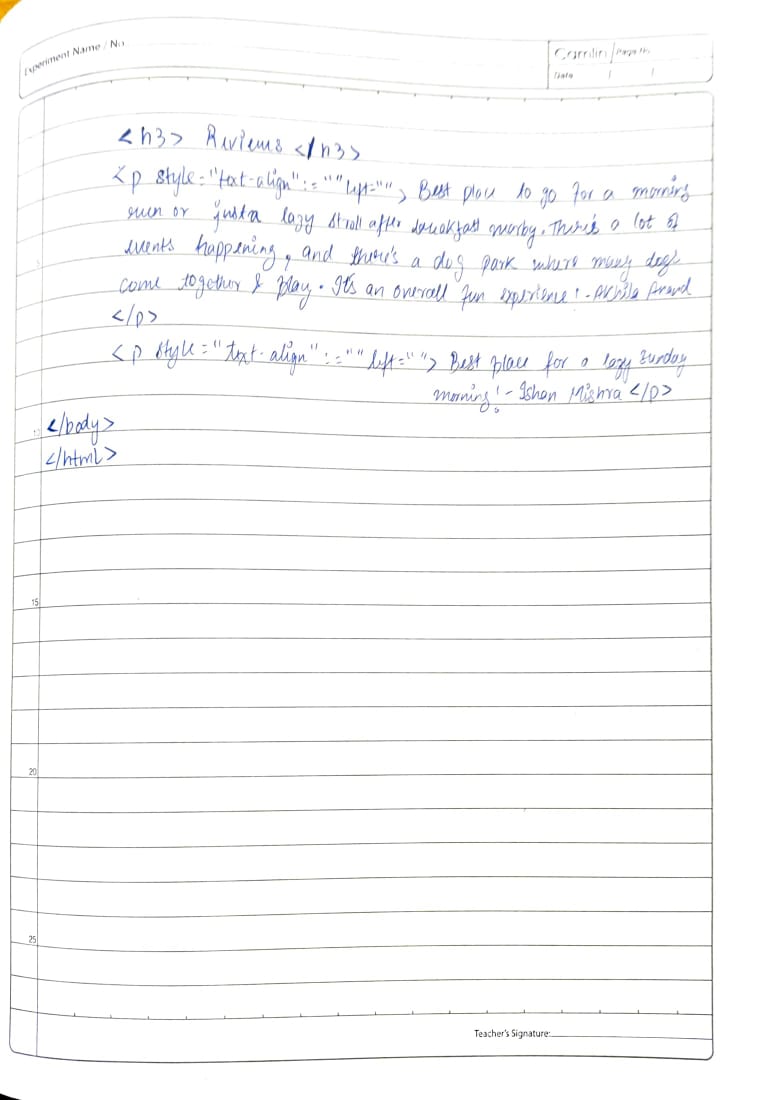 Experiment Name / No.
Camlin Page No.
Date / /
<h3> Reviews </h3>
<p style="text-align":=""left=""> Best place to go for a morning
run or just a lazy stroll after breakfast nearby. There's a lot of
events happening, and there's a dog park where many dogs
come together & play. It's an overall fun experience! -
</p>
<p style="text-align":=""left=""> Best place for a lazy Sunday
morning! - Ishan Mishra </p>
</body>
</html>
15
20
25
Teacher's Signature: